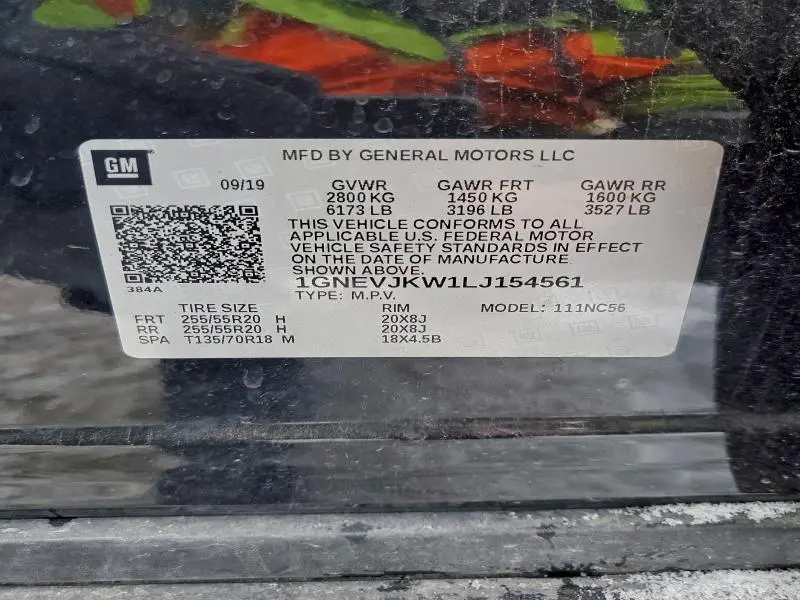 GM
MFD BY GENERAL MOTORS LLC
09/19 GVWR GAWR FRT GAWR RR
2800 KG 1450 KG 1600 KG
6173 LB 3196 LB 3527 LB
THIS VEHICLE CONFORMS TO ALL
APPLICABLE U.S. FEDERAL MOTOR
VEHICLE SAFETY STANDARDS IN EFFECT
ON THE DATE OF MANUFACTURE
SHOWN ABOVE.
384A
1GNEVJKW1LJ154561
TYPE: M.P.V.
TIRE SIZE RIM MODEL: 111NC56
FRT 255/55R20 H 20X8J
RR 255/55R20 H 20X8J
SPA T135/70R18 M 18X4.5B